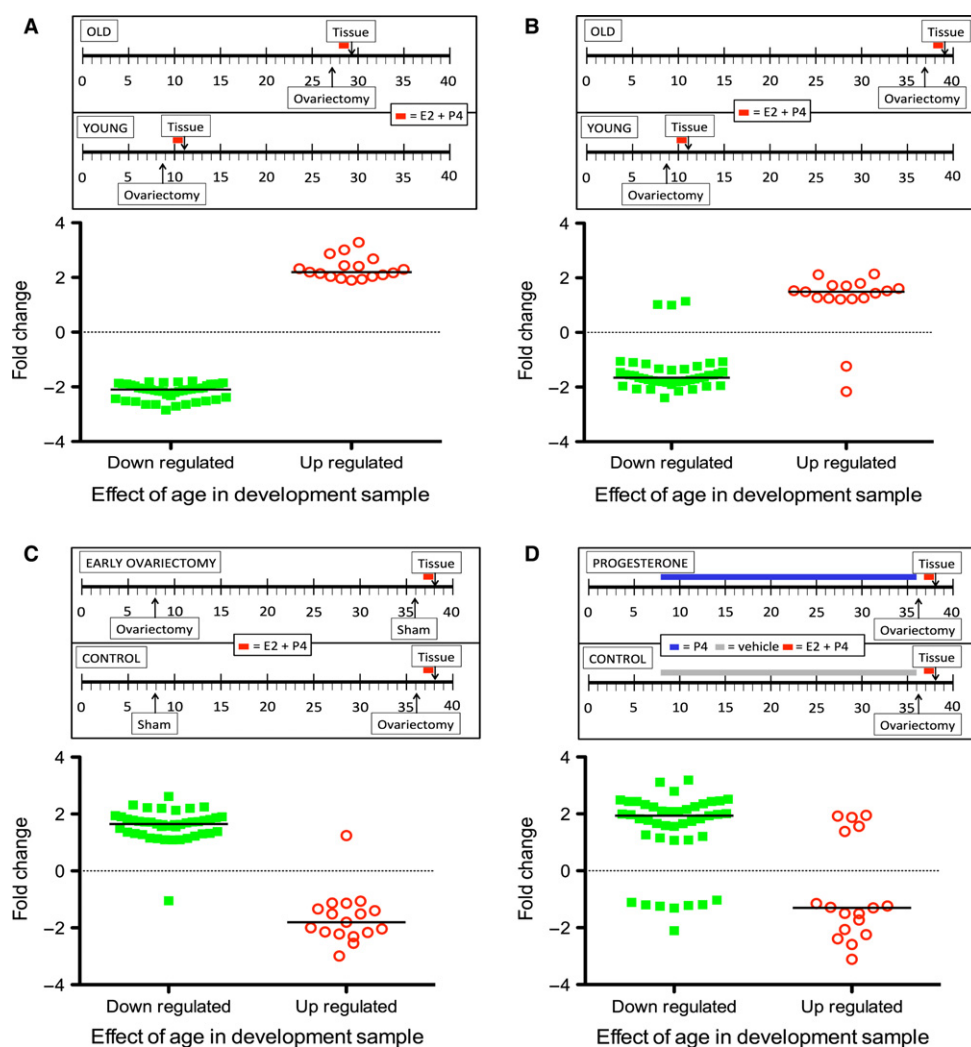 A
OLD
Tissue
0 5 10 15 20 25 30 35 40
Ovariectomy
YOUNG
Tissue
= E2 + P4
0 5 10 15 20 25 30 35 40
Ovariectomy
4
2
0
−2
−4
Fold change
Down regulated Up regulated
Effect of age in development sample
B
OLD
Tissue
0 5 10 15 20 25 30 35 40
Ovariectomy
YOUNG
Tissue
= E2 + P4
0 5 10 15 20 25 30 35 40
Ovariectomy
4
2
0
−2
−4
Fold change
Down regulated Up regulated
Effect of age in development sample
C
EARLY OVARIECTOMY
Tissue
0 5 10 15 20 25 30 35 40
Ovariectomy
Sham
= E2 + P4
CONTROL
Tissue
0 5 10 15 20 25 30 35 40
Sham
Ovariectomy
4
2
0
−2
−4
Fold change
Down regulated Up regulated
Effect of age in development sample
D
PROGESTERONE
Tissue
0 5 10 15 20 25 30 35 40
Ovariectomy
= P4 = vehicle = E2 + P4
CONTROL
Tissue
0 5 10 15 20 25 30 35 40
Ovariectomy
4
2
0
−2
−4
Fold change
Down regulated Up regulated
Effect of age in development sample